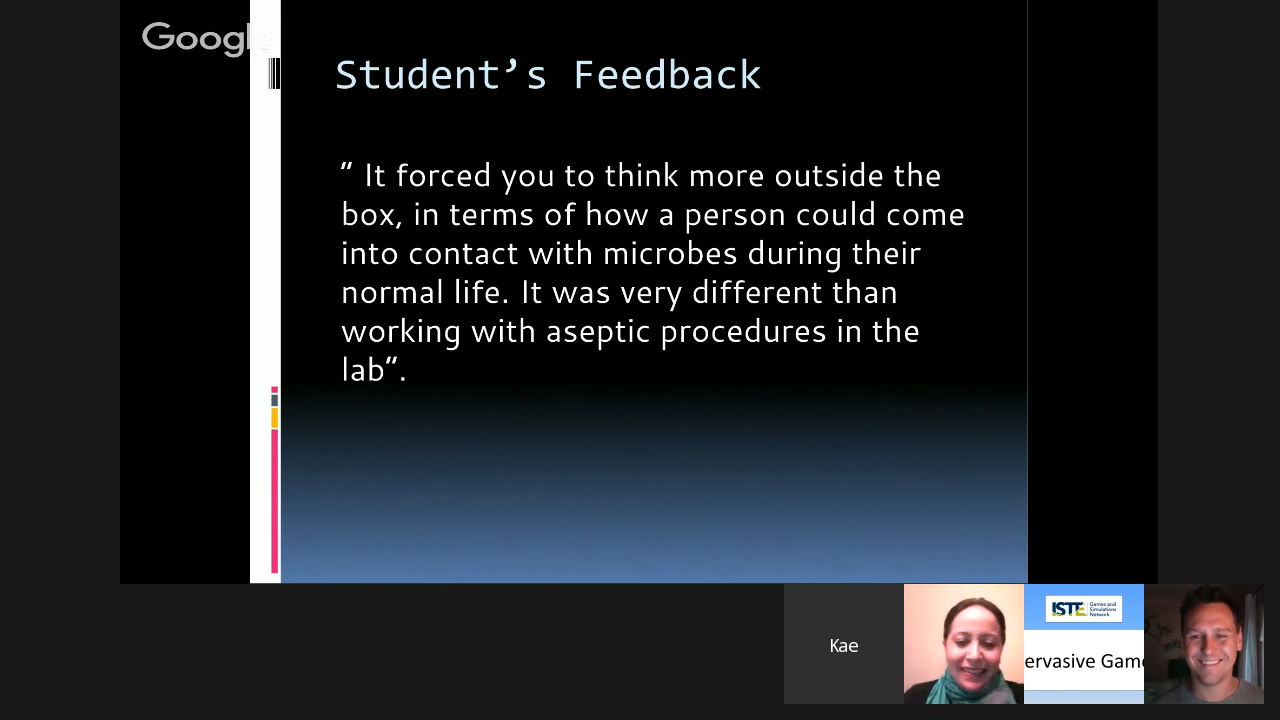 Google
Student’s Feedback
“ It forced you to think more outside the
box, in terms of how a person could come
into contact with microbes during their
normal life. It was very different than
working with aseptic procedures in the
lab”.
Kae
ISTE
Games and
Simulations
Network
ervasive Game